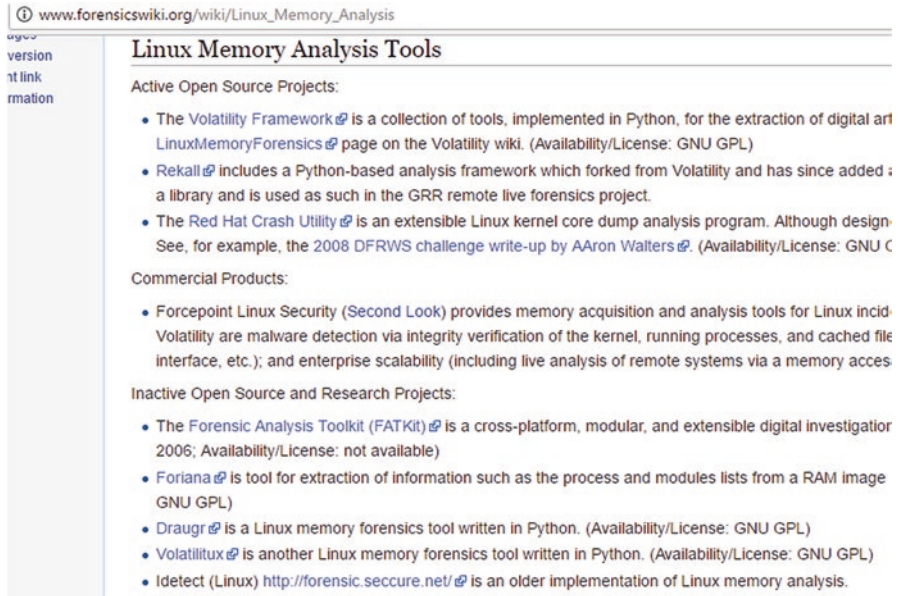 www.forensicswiki.org/wiki/Linux_Memory_Analysis
version
nt link
rmation
Linux Memory Analysis Tools
Active Open Source Projects:
• The Volatility Framework is a collection of tools, implemented in Python, for the extraction of digital art
LinuxMemoryForensics page on the Volatility wiki. (Availability/License: GNU GPL)
• Rekall includes a Python-based analysis framework which forked from Volatility and has since added
a library and is used as such in the GRR remote live forensics project.
• The Red Hat Crash Utility is an extensible Linux kernel core dump analysis program. Although design
See, for example, the 2008 DFRWS challenge write-up by AAron Walters. (Availability/License: GNU
Commercial Products:
• Forcepoint Linux Security (Second Look) provides memory acquisition and analysis tools for Linux incid
Volatility are malware detection via integrity verification of the kernel, running processes, and cached file
interface, etc.); and enterprise scalability (including live analysis of remote systems via a memory acces
Inactive Open Source and Research Projects:
• The Forensic Analysis Toolkit (FATKit) is a cross-platform, modular, and extensible digital investigation
2006; Availability/License: not available)
• Foriana is tool for extraction of information such as the process and modules lists from a RAM image
GNU GPL)
• Draugr is a Linux memory forensics tool written in Python. (Availability/License: GNU GPL)
• Volatilitux is another Linux memory forensics tool written in Python. (Availability/License: GNU GPL)
• Idetect (Linux) http://forensic.seccure.net/ is an older implementation of Linux memory analysis.